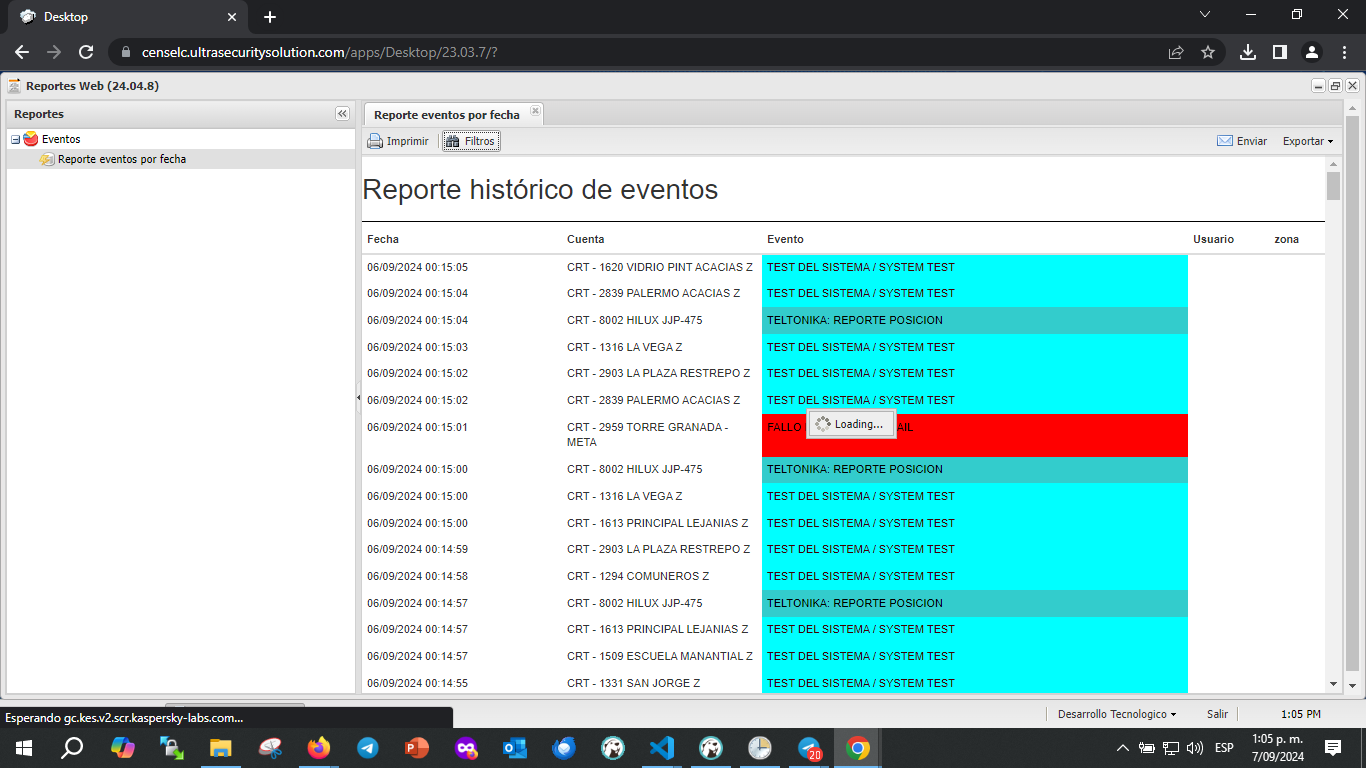 Desktop
censelc.ultrasecuritysolution.com/apps/Desktop/23.03.7/?
Reportes Web (24.04.8)
Reportes
Eventos
Reporte eventos por fecha
Reporte eventos por fecha
Imprimir Filtros Enviar Exportar
Reporte histórico de eventos
Fecha Cuenta Evento Usuario zona
06/09/2024 00:15:05 CRT - 1620 VIDRIO PINT ACACIAS Z TEST DEL SISTEMA / SYSTEM TEST
06/09/2024 00:15:04 CRT - 2839 PALERMO ACACIAS Z TEST DEL SISTEMA / SYSTEM TEST
06/09/2024 00:15:04 CRT - 8002 HILUX JJP-475 TELTONIKA: REPORTE POSICION
06/09/2024 00:15:03 CRT - 1316 LA VEGA Z TEST DEL SISTEMA / SYSTEM TEST
06/09/2024 00:15:02 CRT - 2903 LA PLAZA RESTREPO Z TEST DEL SISTEMA / SYSTEM TEST
06/09/2024 00:15:02 CRT - 2839 PALERMO ACACIAS Z TEST DEL SISTEMA / SYSTEM TEST
06/09/2024 00:15:01 CRT - 2959 TORRE GRANADA - FALLO Loading... AIL
META
06/09/2024 00:15:00 CRT - 8002 HILUX JJP-475 TELTONIKA: REPORTE POSICION
06/09/2024 00:15:00 CRT - 1316 LA VEGA Z TEST DEL SISTEMA / SYSTEM TEST
06/09/2024 00:15:00 CRT - 1613 PRINCIPAL LEJANIAS Z TEST DEL SISTEMA / SYSTEM TEST
06/09/2024 00:14:59 CRT - 2903 LA PLAZA RESTREPO Z TEST DEL SISTEMA / SYSTEM TEST
06/09/2024 00:14:58 CRT - 1294 COMUNEROS Z TEST DEL SISTEMA / SYSTEM TEST
06/09/2024 00:14:57 CRT - 8002 HILUX JJP-475 TELTONIKA: REPORTE POSICION
06/09/2024 00:14:57 CRT - 1613 PRINCIPAL LEJANIAS Z TEST DEL SISTEMA / SYSTEM TEST
06/09/2024 00:14:57 CRT - 1509 ESCUELA MANANTIAL Z TEST DEL SISTEMA / SYSTEM TEST
06/09/2024 00:14:55 CRT - 1331 SAN JORGE Z TEST DEL SISTEMA / SYSTEM TEST
Esperando gc.kes.v2.scr.kaspersky-labs.com...
Desarrollo Tecnologico Salir 1:05 PM
20
ESP
1:05 p. m.
7/09/2024